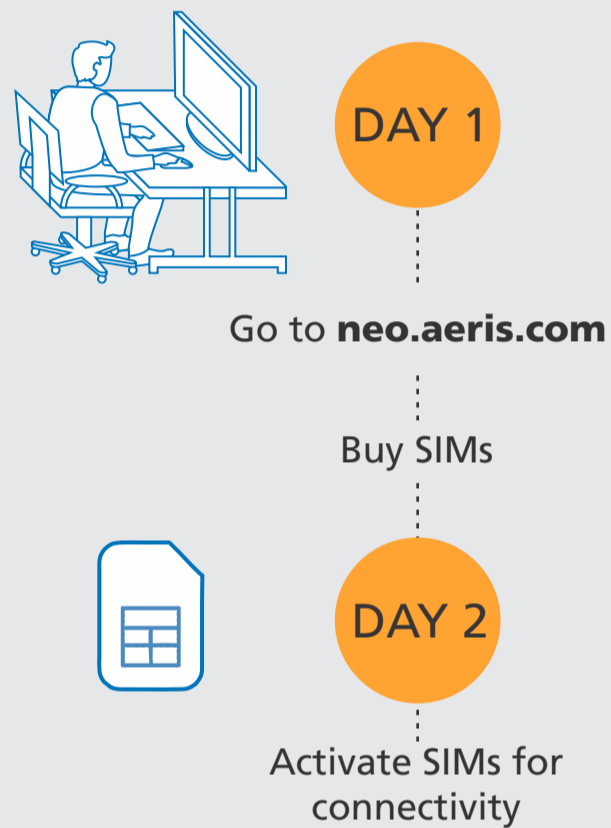 DAY 1
Go to neo.aeris.com
Buy SIMs
DAY 2
Activate SIMs for
connectivity